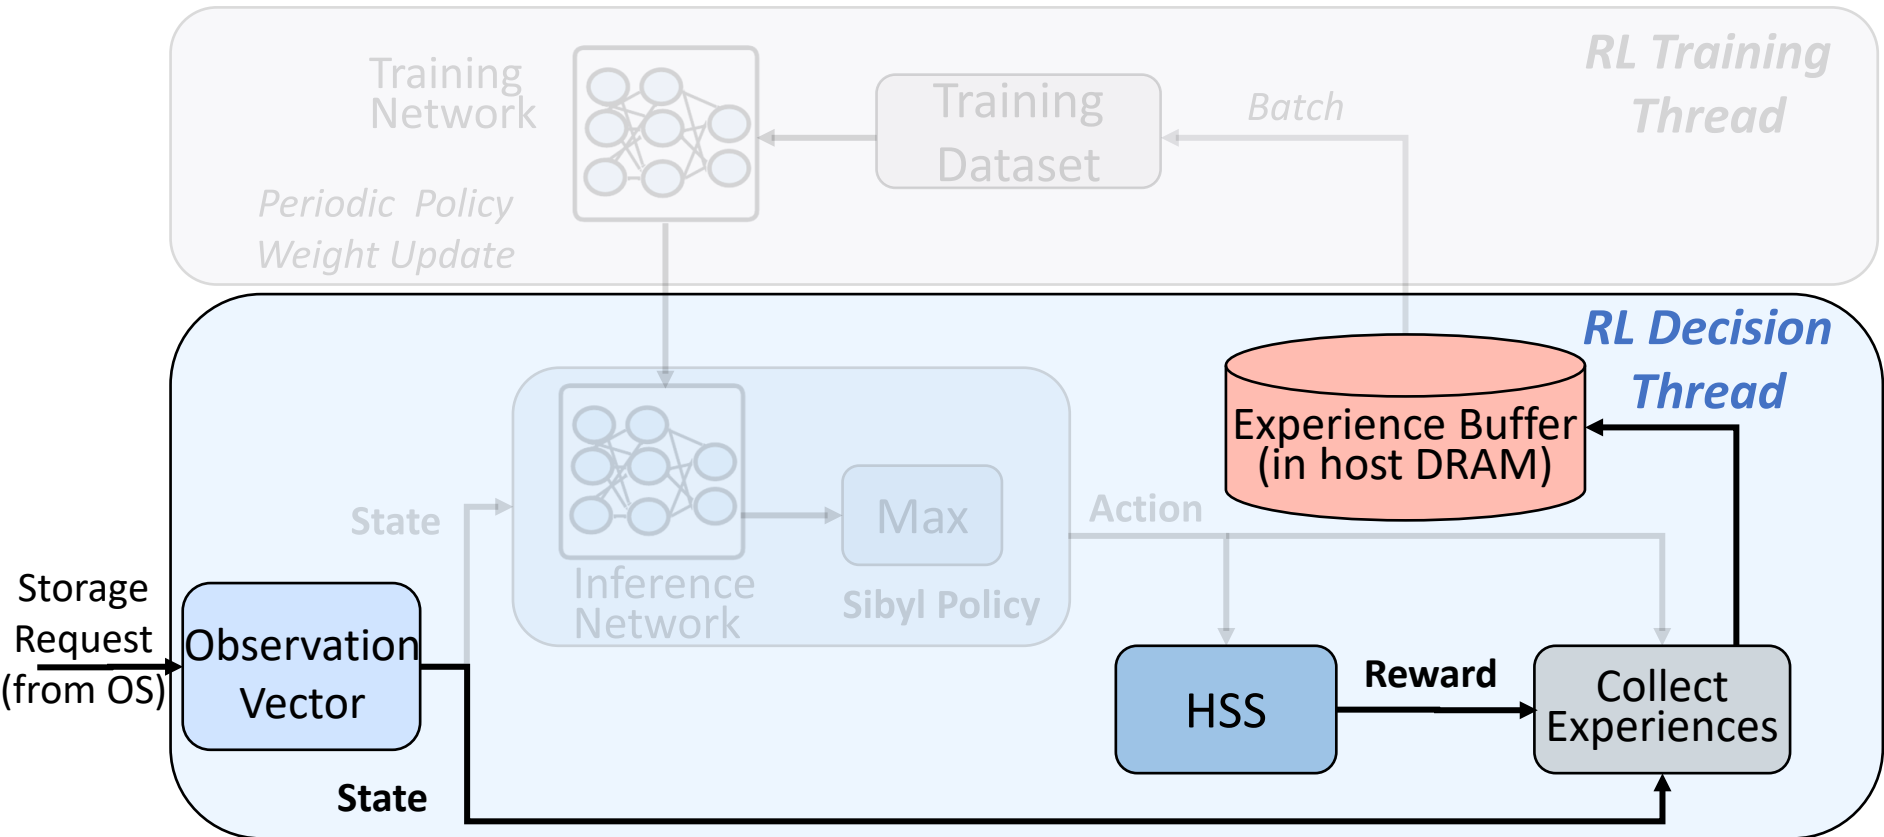 RL Training
Thread
Training
Network
Training
Dataset
Batch
Periodic Policy
Weight Update
RL Decision
Thread
Experience Buffer
(in host DRAM)
State
Max
Action
Inference
Network
Sibyl Policy
Storage
Request
(from OS)
Observation
Vector
HSS
Reward
Collect
Experiences
State